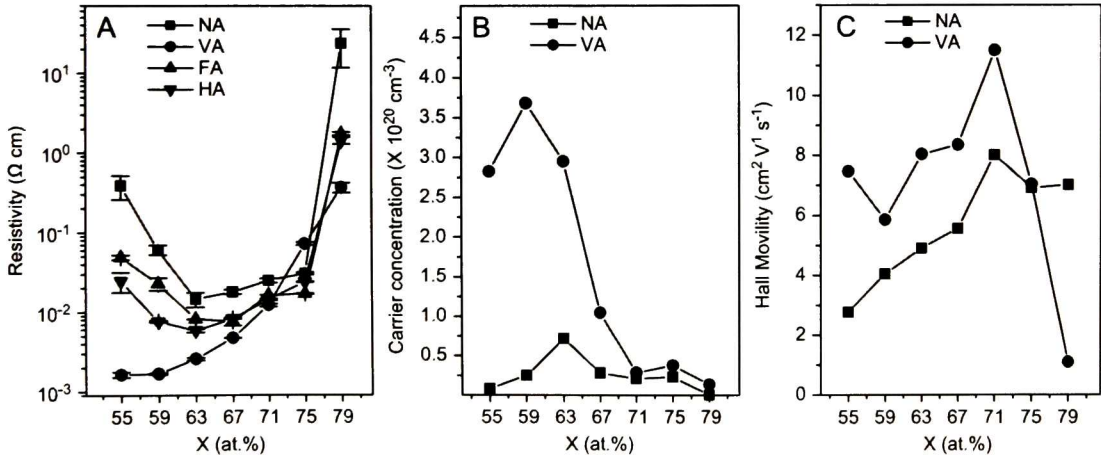 A
NA
VA
FA
HA
10¹
10⁰
10⁻¹
10⁻²
10⁻³
Resistivity (Ω cm)
55 59 63 67 71 75 79
X (at.%)
B
NA
VA
4.5
4.0
3.5
3.0
2.5
2.0
1.5
1.0
0.5
Carrier concentration (X 10²⁰ cm⁻³)
55 59 63 67 71 75 79
X (at.%)
C
NA
VA
12
10
8
6
4
2
0
Hall Movility (cm² V¹ s⁻¹)
55 59 63 67 71 75 79
X (at.%)